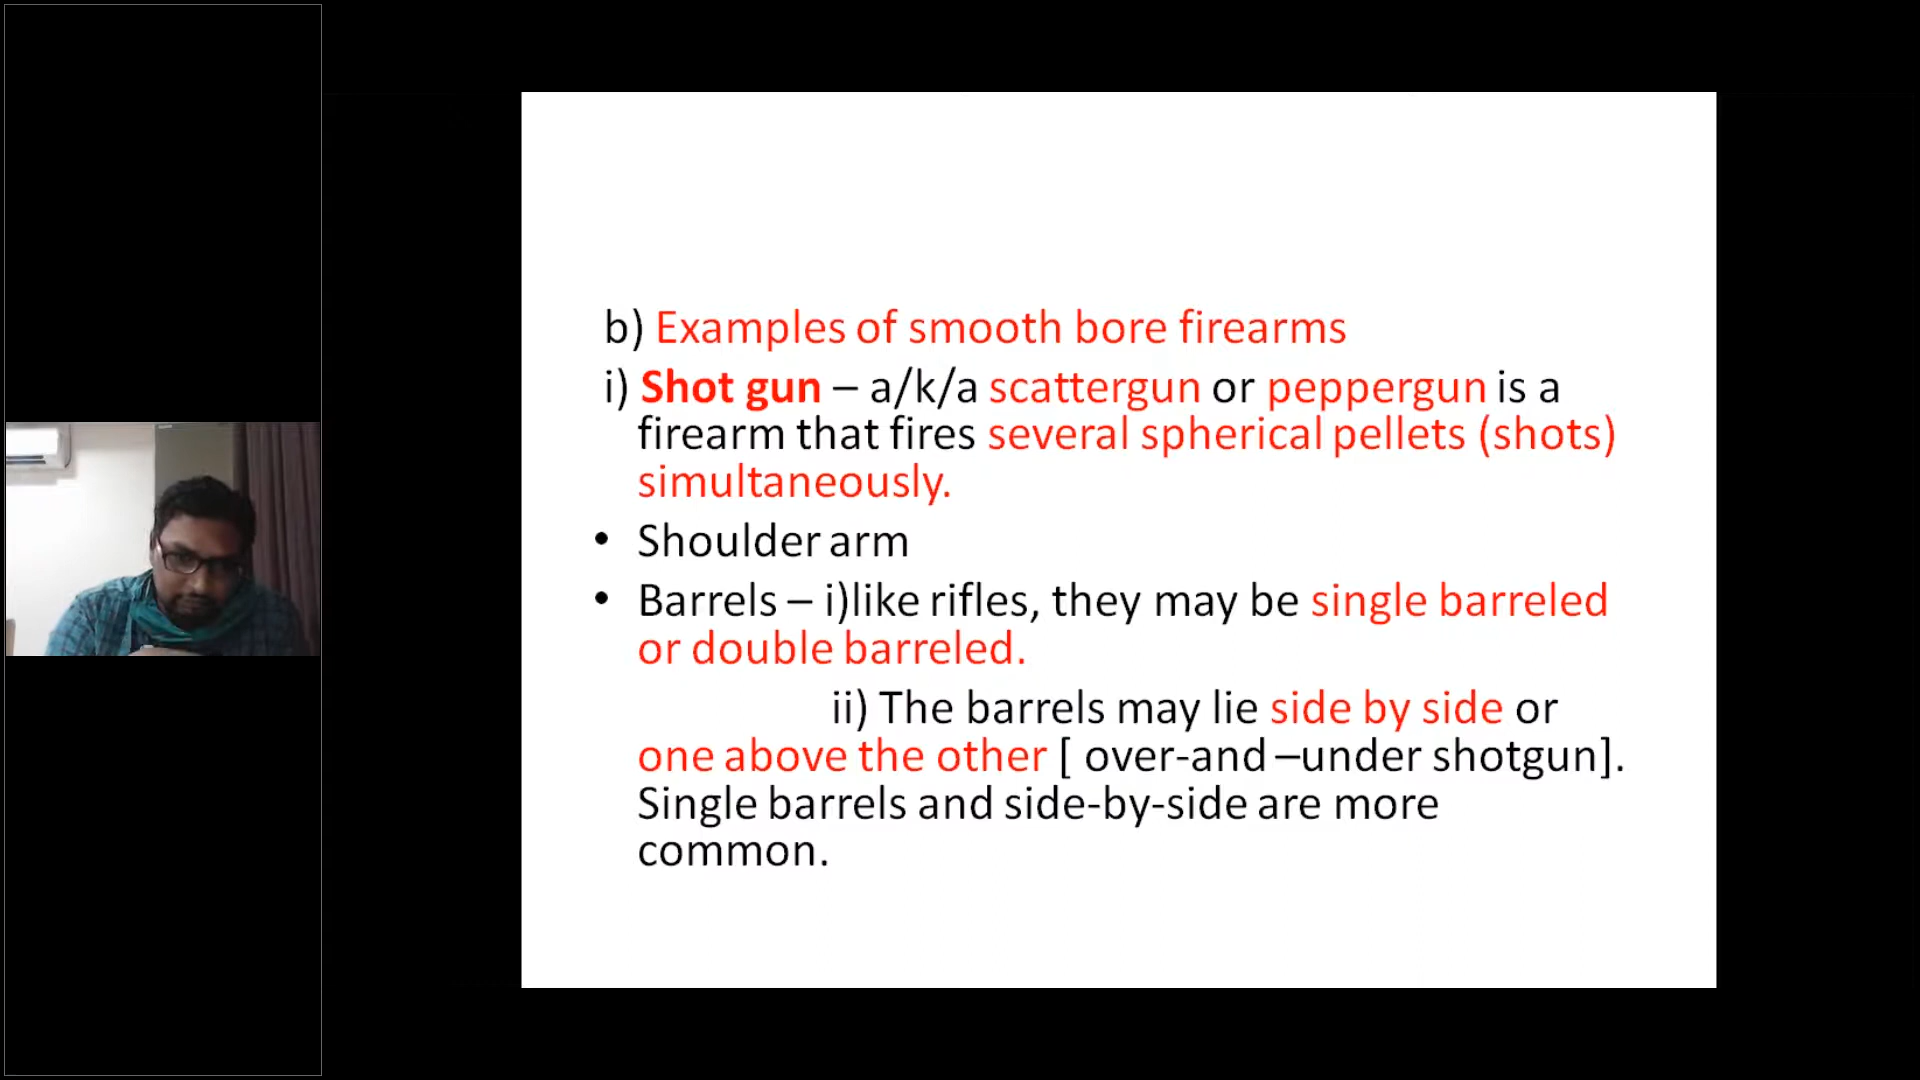 b) Examples of smooth bore firearms
i) Shot gun – a/k/a scattergun or peppergun is a
firearm that fires several spherical pellets (shots)
simultaneously.
• Shoulder arm
• Barrels – i)like rifles, they may be single barreled
or double barreled.
ii) The barrels may lie side by side or
one above the other [ over-and –under shotgun].
Single barrels and side-by-side are more
common.